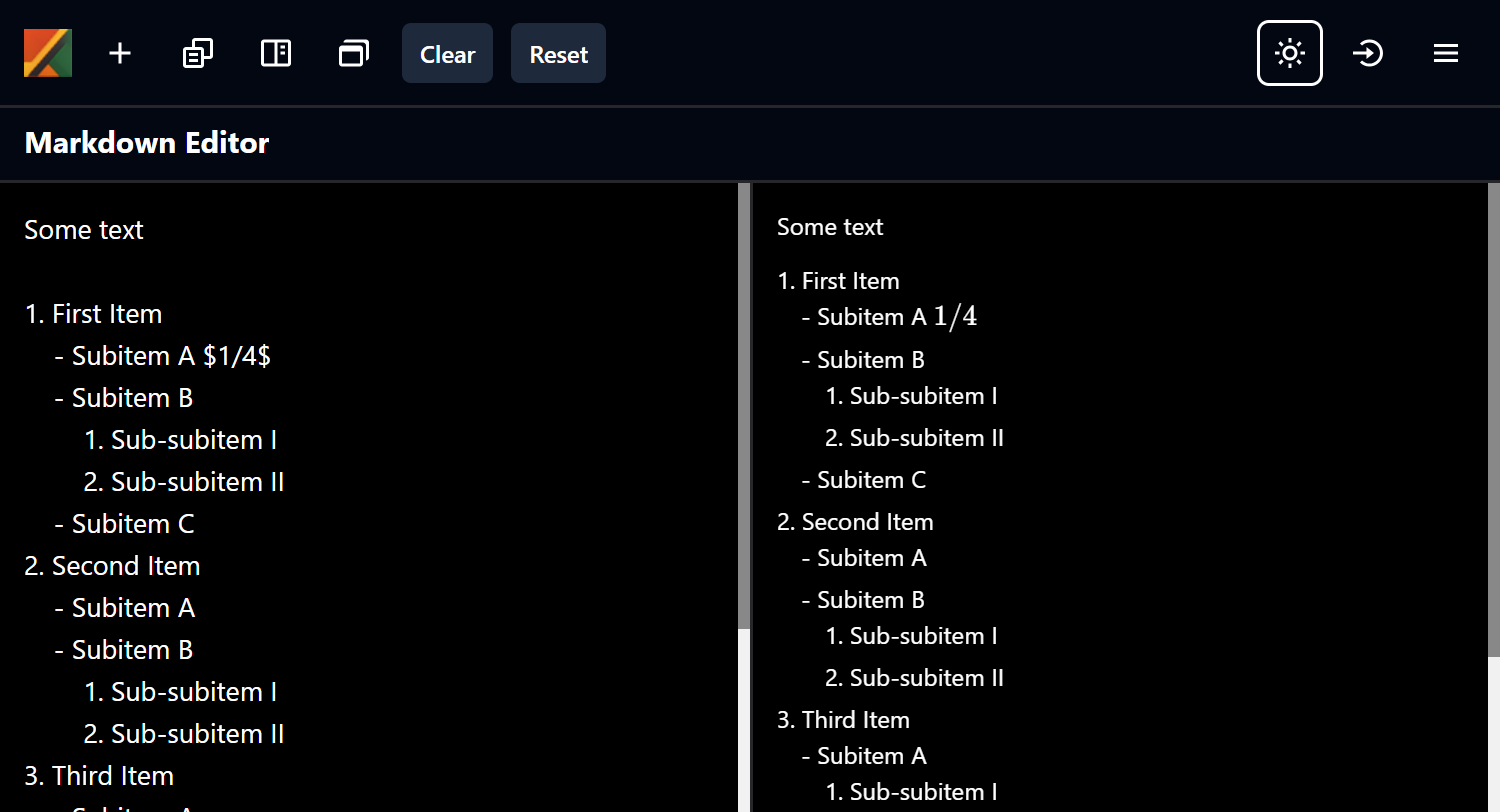 Clear Reset
Markdown Editor
Some text
1. First Item
- Subitem A $1/4$
- Subitem B
1. Sub-subitem I
2. Sub-subitem II
- Subitem C
2. Second Item
- Subitem A
- Subitem B
1. Sub-subitem I
2. Sub-subitem II
3. Third Item
Some text
1. First Item
- Subitem A 1/4
- Subitem B
1. Sub-subitem I
2. Sub-subitem II
- Subitem C
2. Second Item
- Subitem A
- Subitem B
1. Sub-subitem I
2. Sub-subitem II
3. Third Item
- Subitem A
1. Sub-subitem I